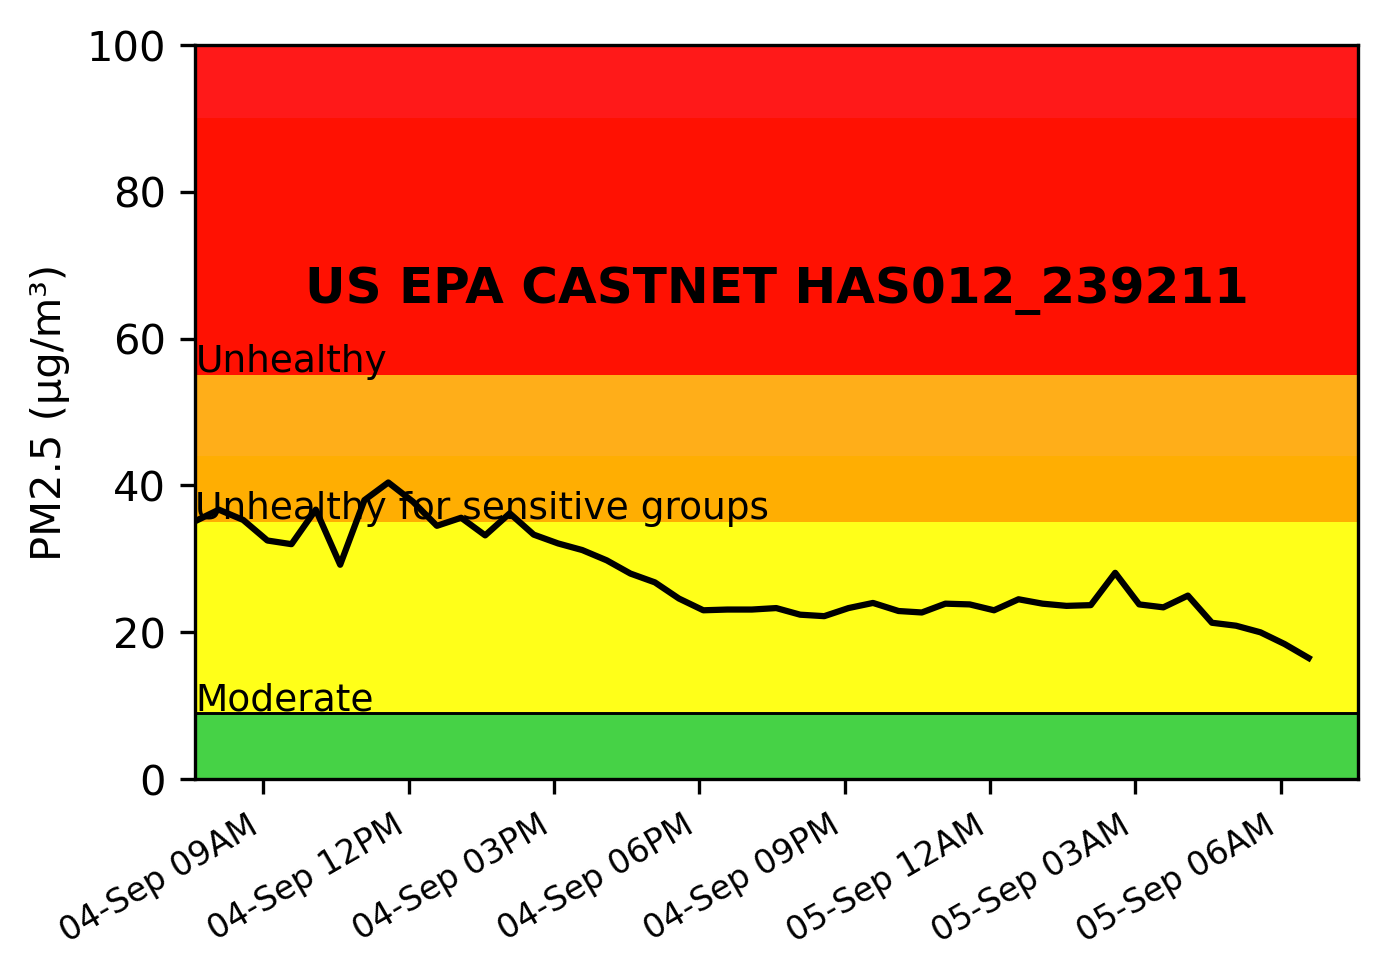 100
80
60
40
20
0
PM2.5 (µg/m³)
US EPA CASTNET HAS012_239211
Unhealthy
Unhealthy for sensitive groups
Moderate
04-Sep 09AM
04-Sep 12PM
04-Sep 03PM
04-Sep 06PM
04-Sep 09PM
05-Sep 12AM
05-Sep 03AM
05-Sep 06AM